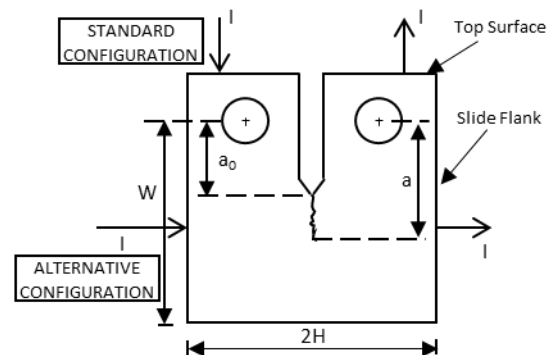 STANDARD
CONFIGURATION
I
I
Top Surface
Slide Flank
a₀
a
W
I
I
ALTERNATIVE
CONFIGURATION
2H